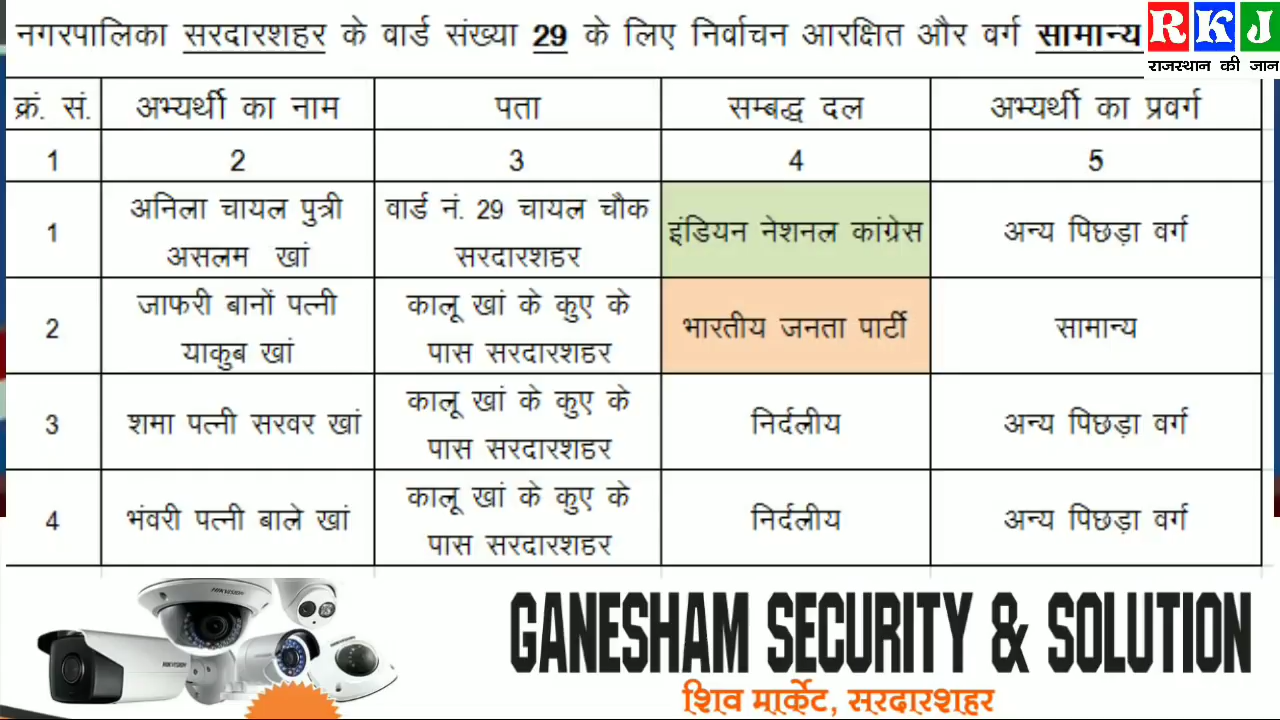 नगरपालिका सरदारशहर के वार्ड संख्या 29 के लिए निर्वाचन आरक्षित और वर्ग सामान्य
RKJ
राजस्थान की जान
क्रं. सं. अभ्यर्थी का नाम पता सम्बद्ध दल अभ्यर्थी का प्रवर्ग
1 2 3 4 5
1 अनिला चायल पुत्री असलम खां वार्ड नं. 29 चायल चौक सरदारशहर इंडियन नेशनल कांग्रेस अन्य पिछड़ा वर्ग
2 जाफरी बानों पत्नी याकुब खां कालू खां के कुए के पास सरदारशहर भारतीय जनता पार्टी सामान्य
3 शमा पत्नी सरवर खां कालू खां के कुए के पास सरदारशहर निर्दलीय अन्य पिछड़ा वर्ग
4 भंवरी पत्नी बाले खां कालू खां के कुए के पास सरदारशहर निर्दलीय अन्य पिछड़ा वर्ग
HIKVISION
HIKVISION
GANESHAM SECURITY & SOLUTION
शिव मार्केट, सरदारशहर